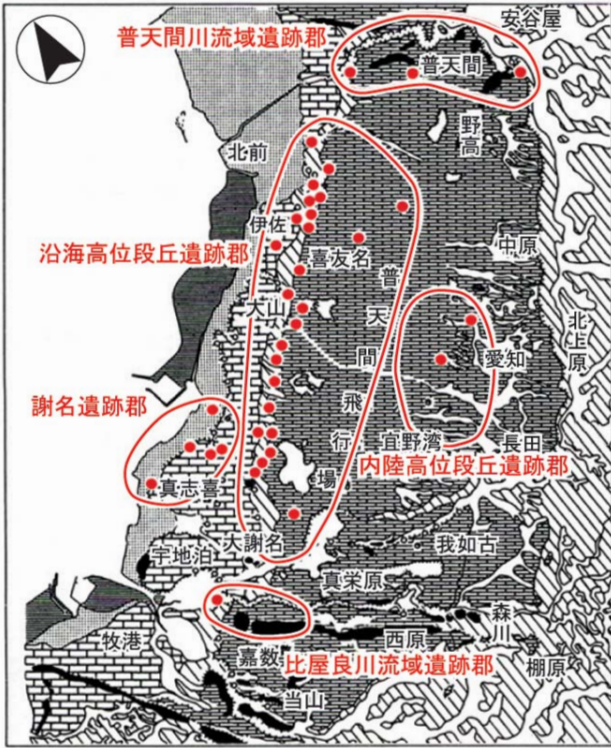 安谷屋
普天間川流域遺跡郡
普天間
野高
北前
伊佐
沿海高位段丘遺跡郡
喜友名
中原
普天間飛行場
大山
北上原
愛知
謝名遺跡郡
宜野湾
長田
内陸高位段丘遺跡郡
真志喜
大謝名
我如古
宇地泊
真栄原
森川
牧港
西原
嘉数
比屋良川流域遺跡郡
棚原
当山